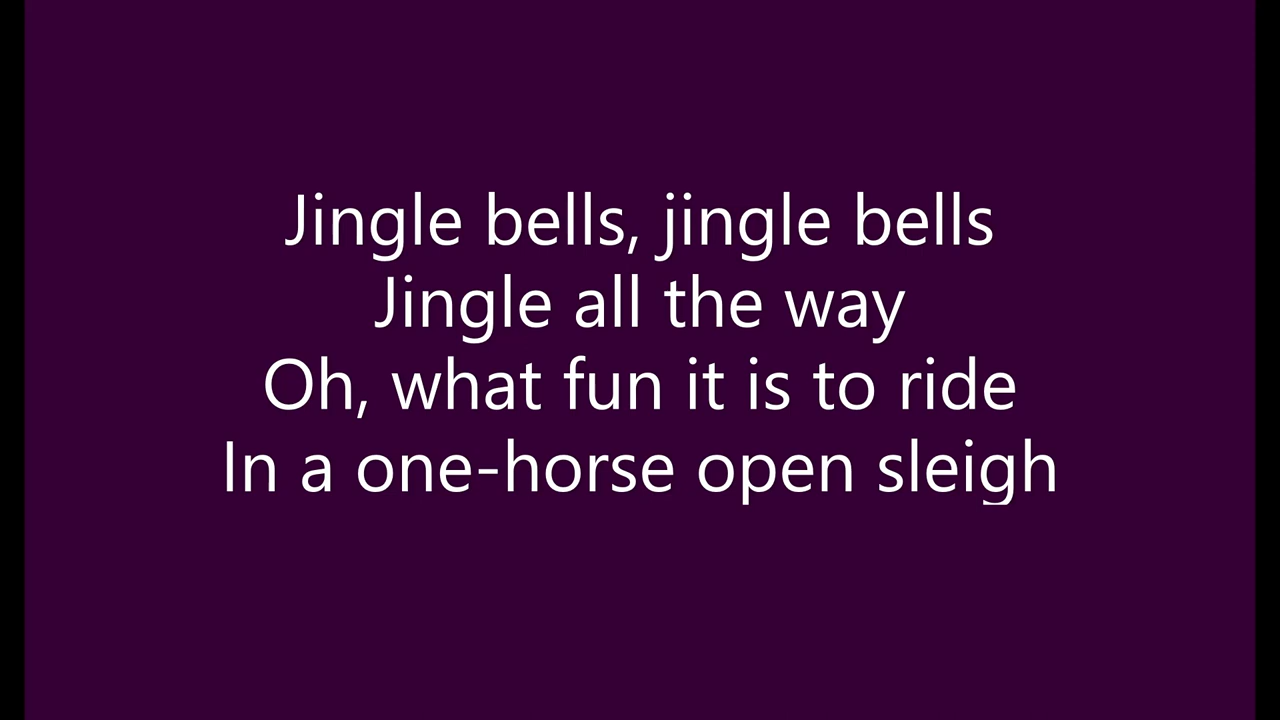 Jingle bells, jingle bells
Jingle all the way
Oh, what fun it is to ride
In a one-horse open sleigh